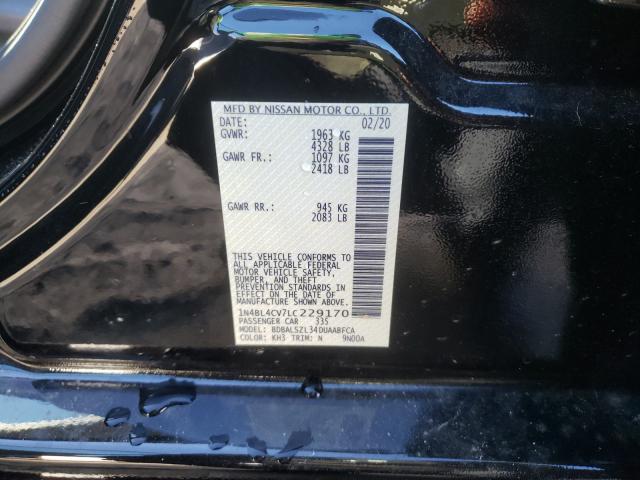 MFD BY NISSAN MOTOR CO., LTD.
DATE: 02/20
GVWR: 1963 KG
4328 LB
GAWR FR.: 1097 KG
2418 LB
GAWR RR.: 945 KG
2083 LB
THIS VEHICLE CONFORMS TO
ALL APPLICABLE FEDERAL
MOTOR VEHICLE SAFETY,
BUMPER, AND THEFT
PREVENTION STANDARDS IN
EFFECT ON THE DATE OF
MANUFACTURE SHOWN ABOVE.
1N4BL4CV7LC229170
PASSENGER CAR 335
MODEL: BDBALSZL34DUAABFCA
COLOR: KH3 TRIM: N 9N00A